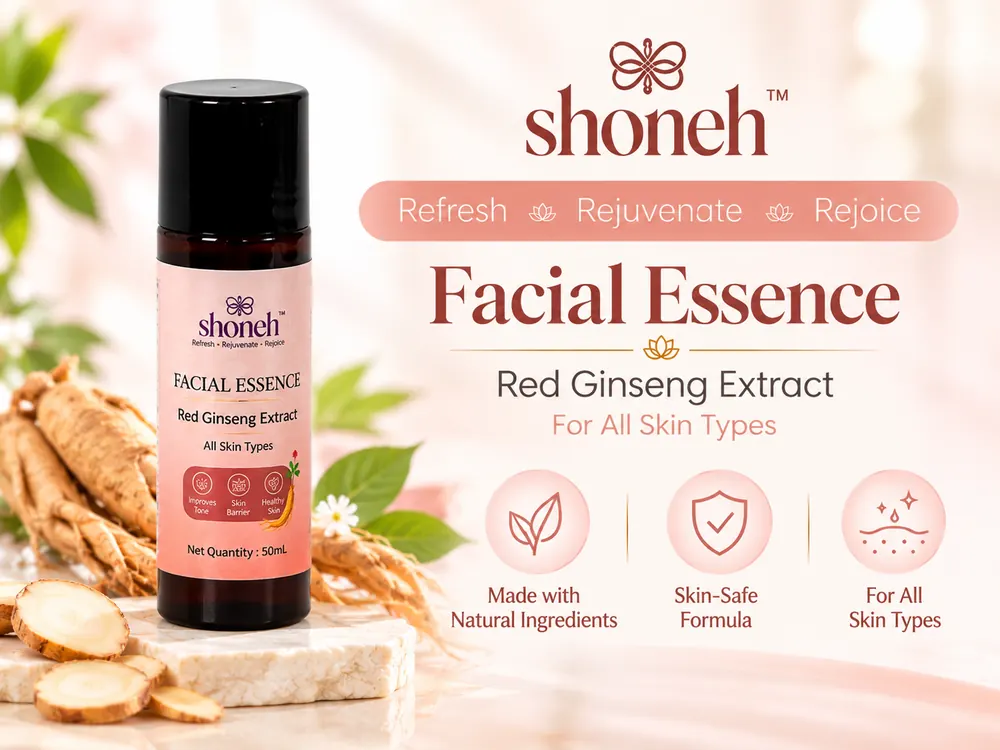 shoneh™
Refresh Rejuvenate Rejoice
Facial Essence
Red Ginseng Extract
For All Skin Types
Made with
Natural Ingredients
Skin-Safe
Formula
For All
Skin Types
shoneh™
Refresh • Rejuvenate • Rejoice
FACIAL ESSENCE
Red Ginseng Extract
All Skin Types
Improves
Tone
Skin
Barrier
Healthy
Skin
Net Quantity : 50mL